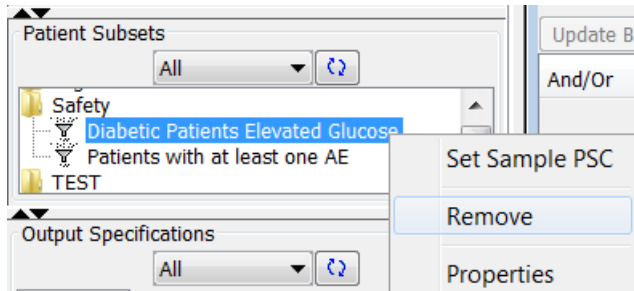 Patient Subsets
All
Safety
Diabetic Patients Elevated Glucose
Patients with at least one AE
TEST
Output Specifications
All
Update B
And/Or
Set Sample PSC
Remove
Properties